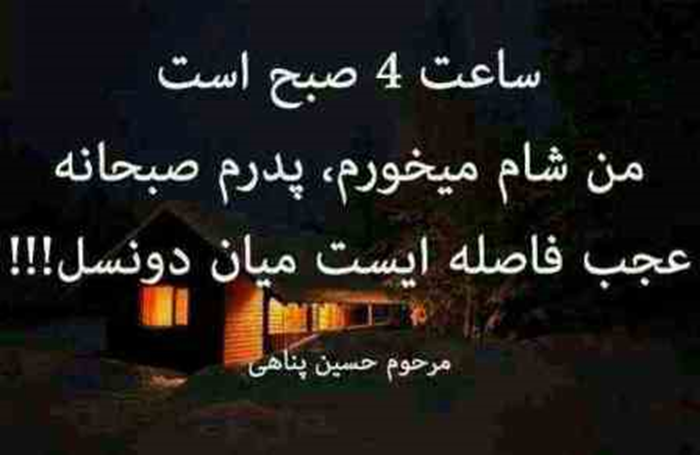 ساعت 4 صبح است
من شام میخورم، پدرم صبحانه
عجب فاصله ایست میان دونسل!!!
مرحوم حسین پناهی